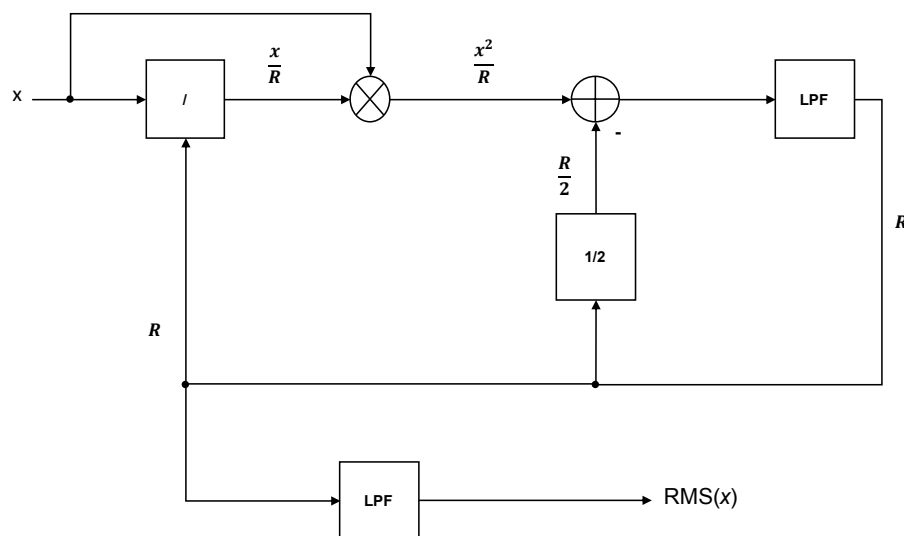 x
/
x/R
x²/R
-
LPF
R/2
1/2
R
R
LPF
RMS(x)